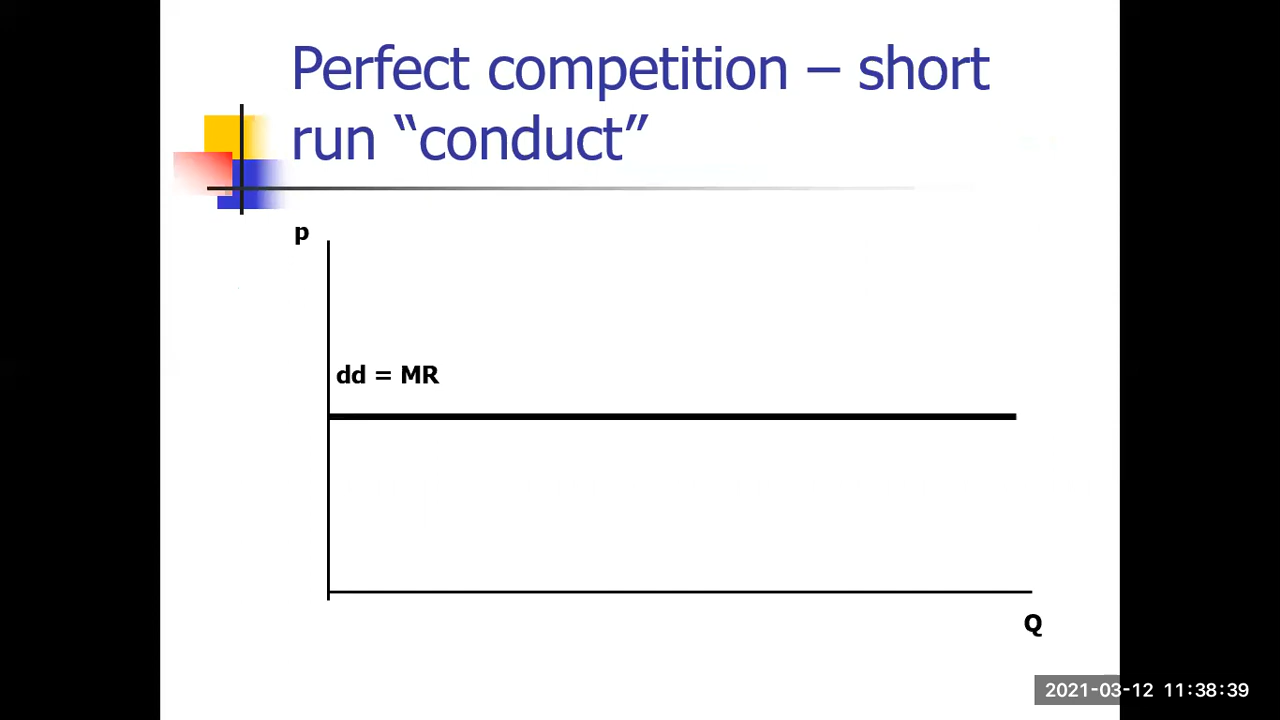 Perfect competition – short
run “conduct”
p
dd = MR
Q
2021-03-12 11:38:39